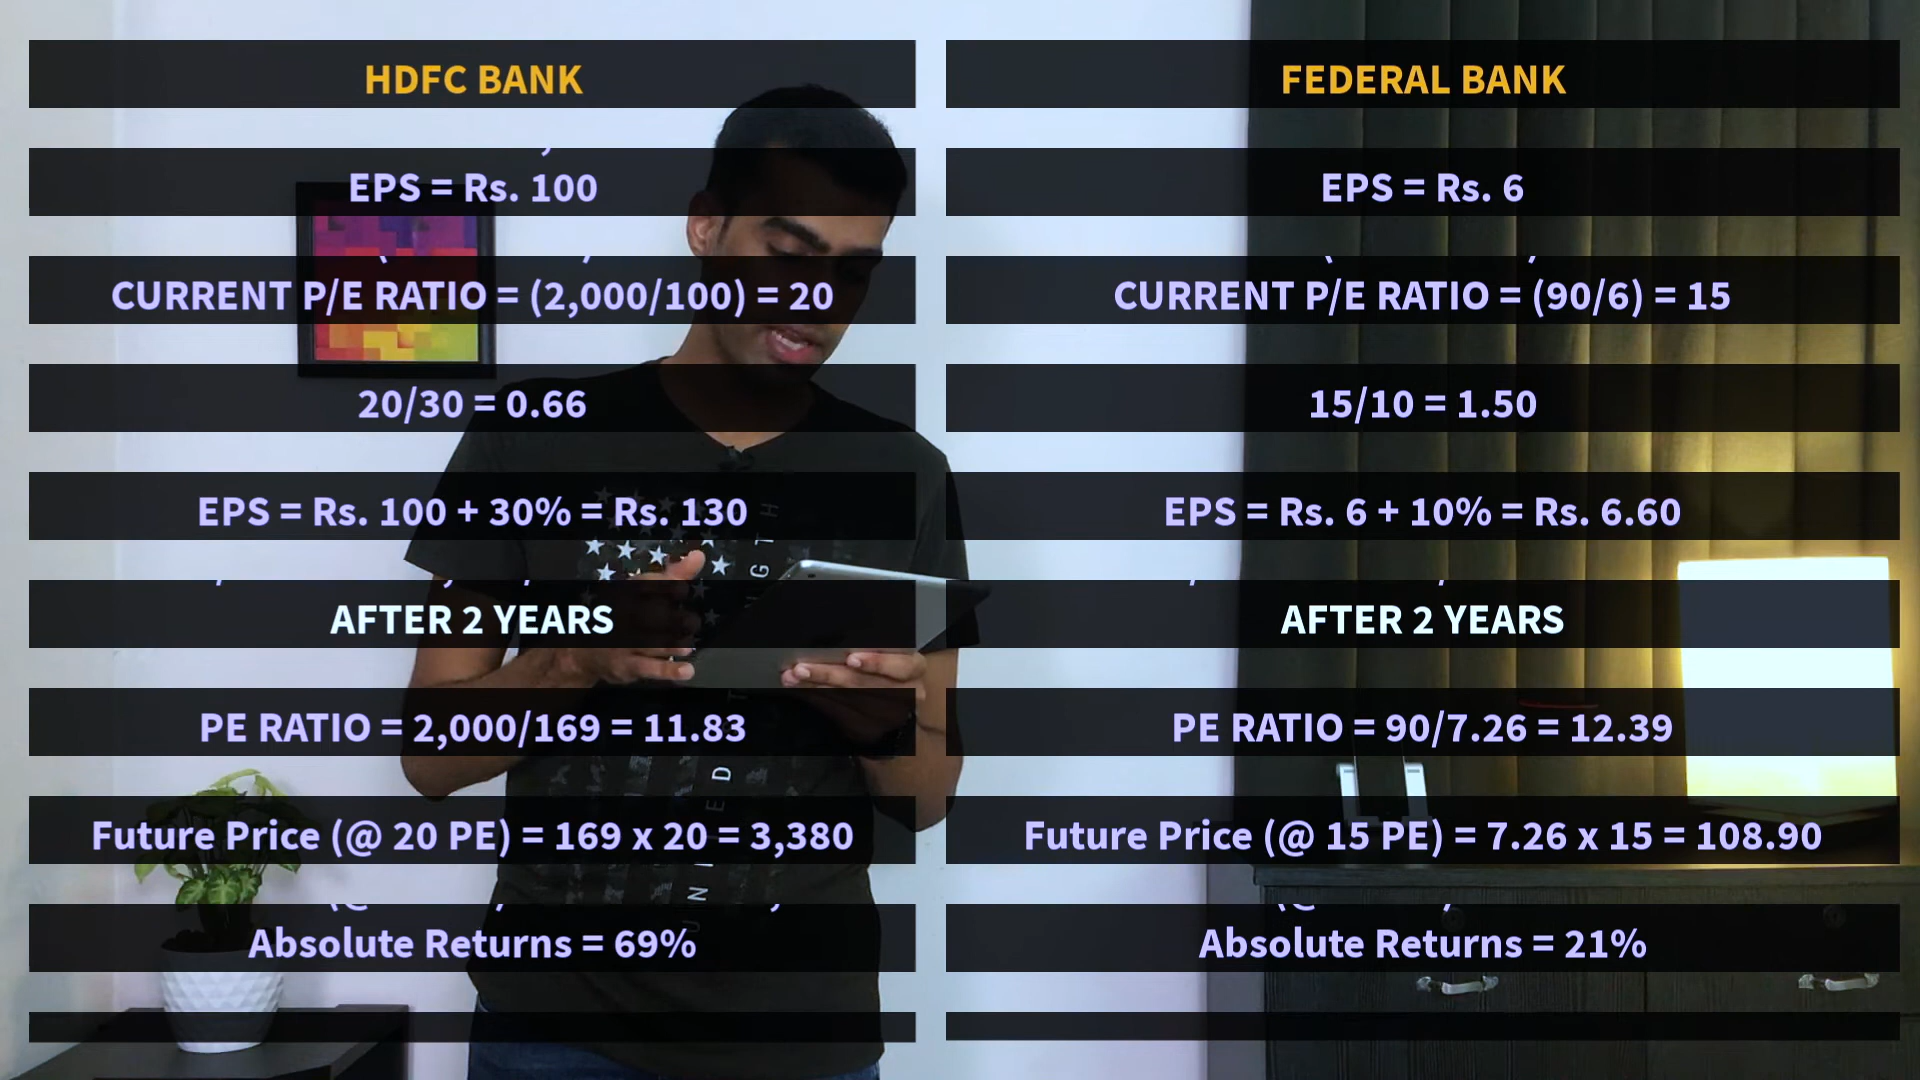 HDFC BANK
EPS = Rs. 100
CURRENT P/E RATIO = (2,000/100) = 20
20/30 = 0.66
EPS = Rs. 100 + 30% = Rs. 130
AFTER 2 YEARS
PE RATIO = 2,000/169 = 11.83
Future Price (@ 20 PE) = 169 x 20 = 3,380
Absolute Returns = 69%
FEDERAL BANK
EPS = Rs. 6
CURRENT P/E RATIO = (90/6) = 15
15/10 = 1.50
EPS = Rs. 6 + 10% = Rs. 6.60
AFTER 2 YEARS
PE RATIO = 90/7.26 = 12.39
Future Price (@ 15 PE) = 7.26 x 15 = 108.90
Absolute Returns = 21%